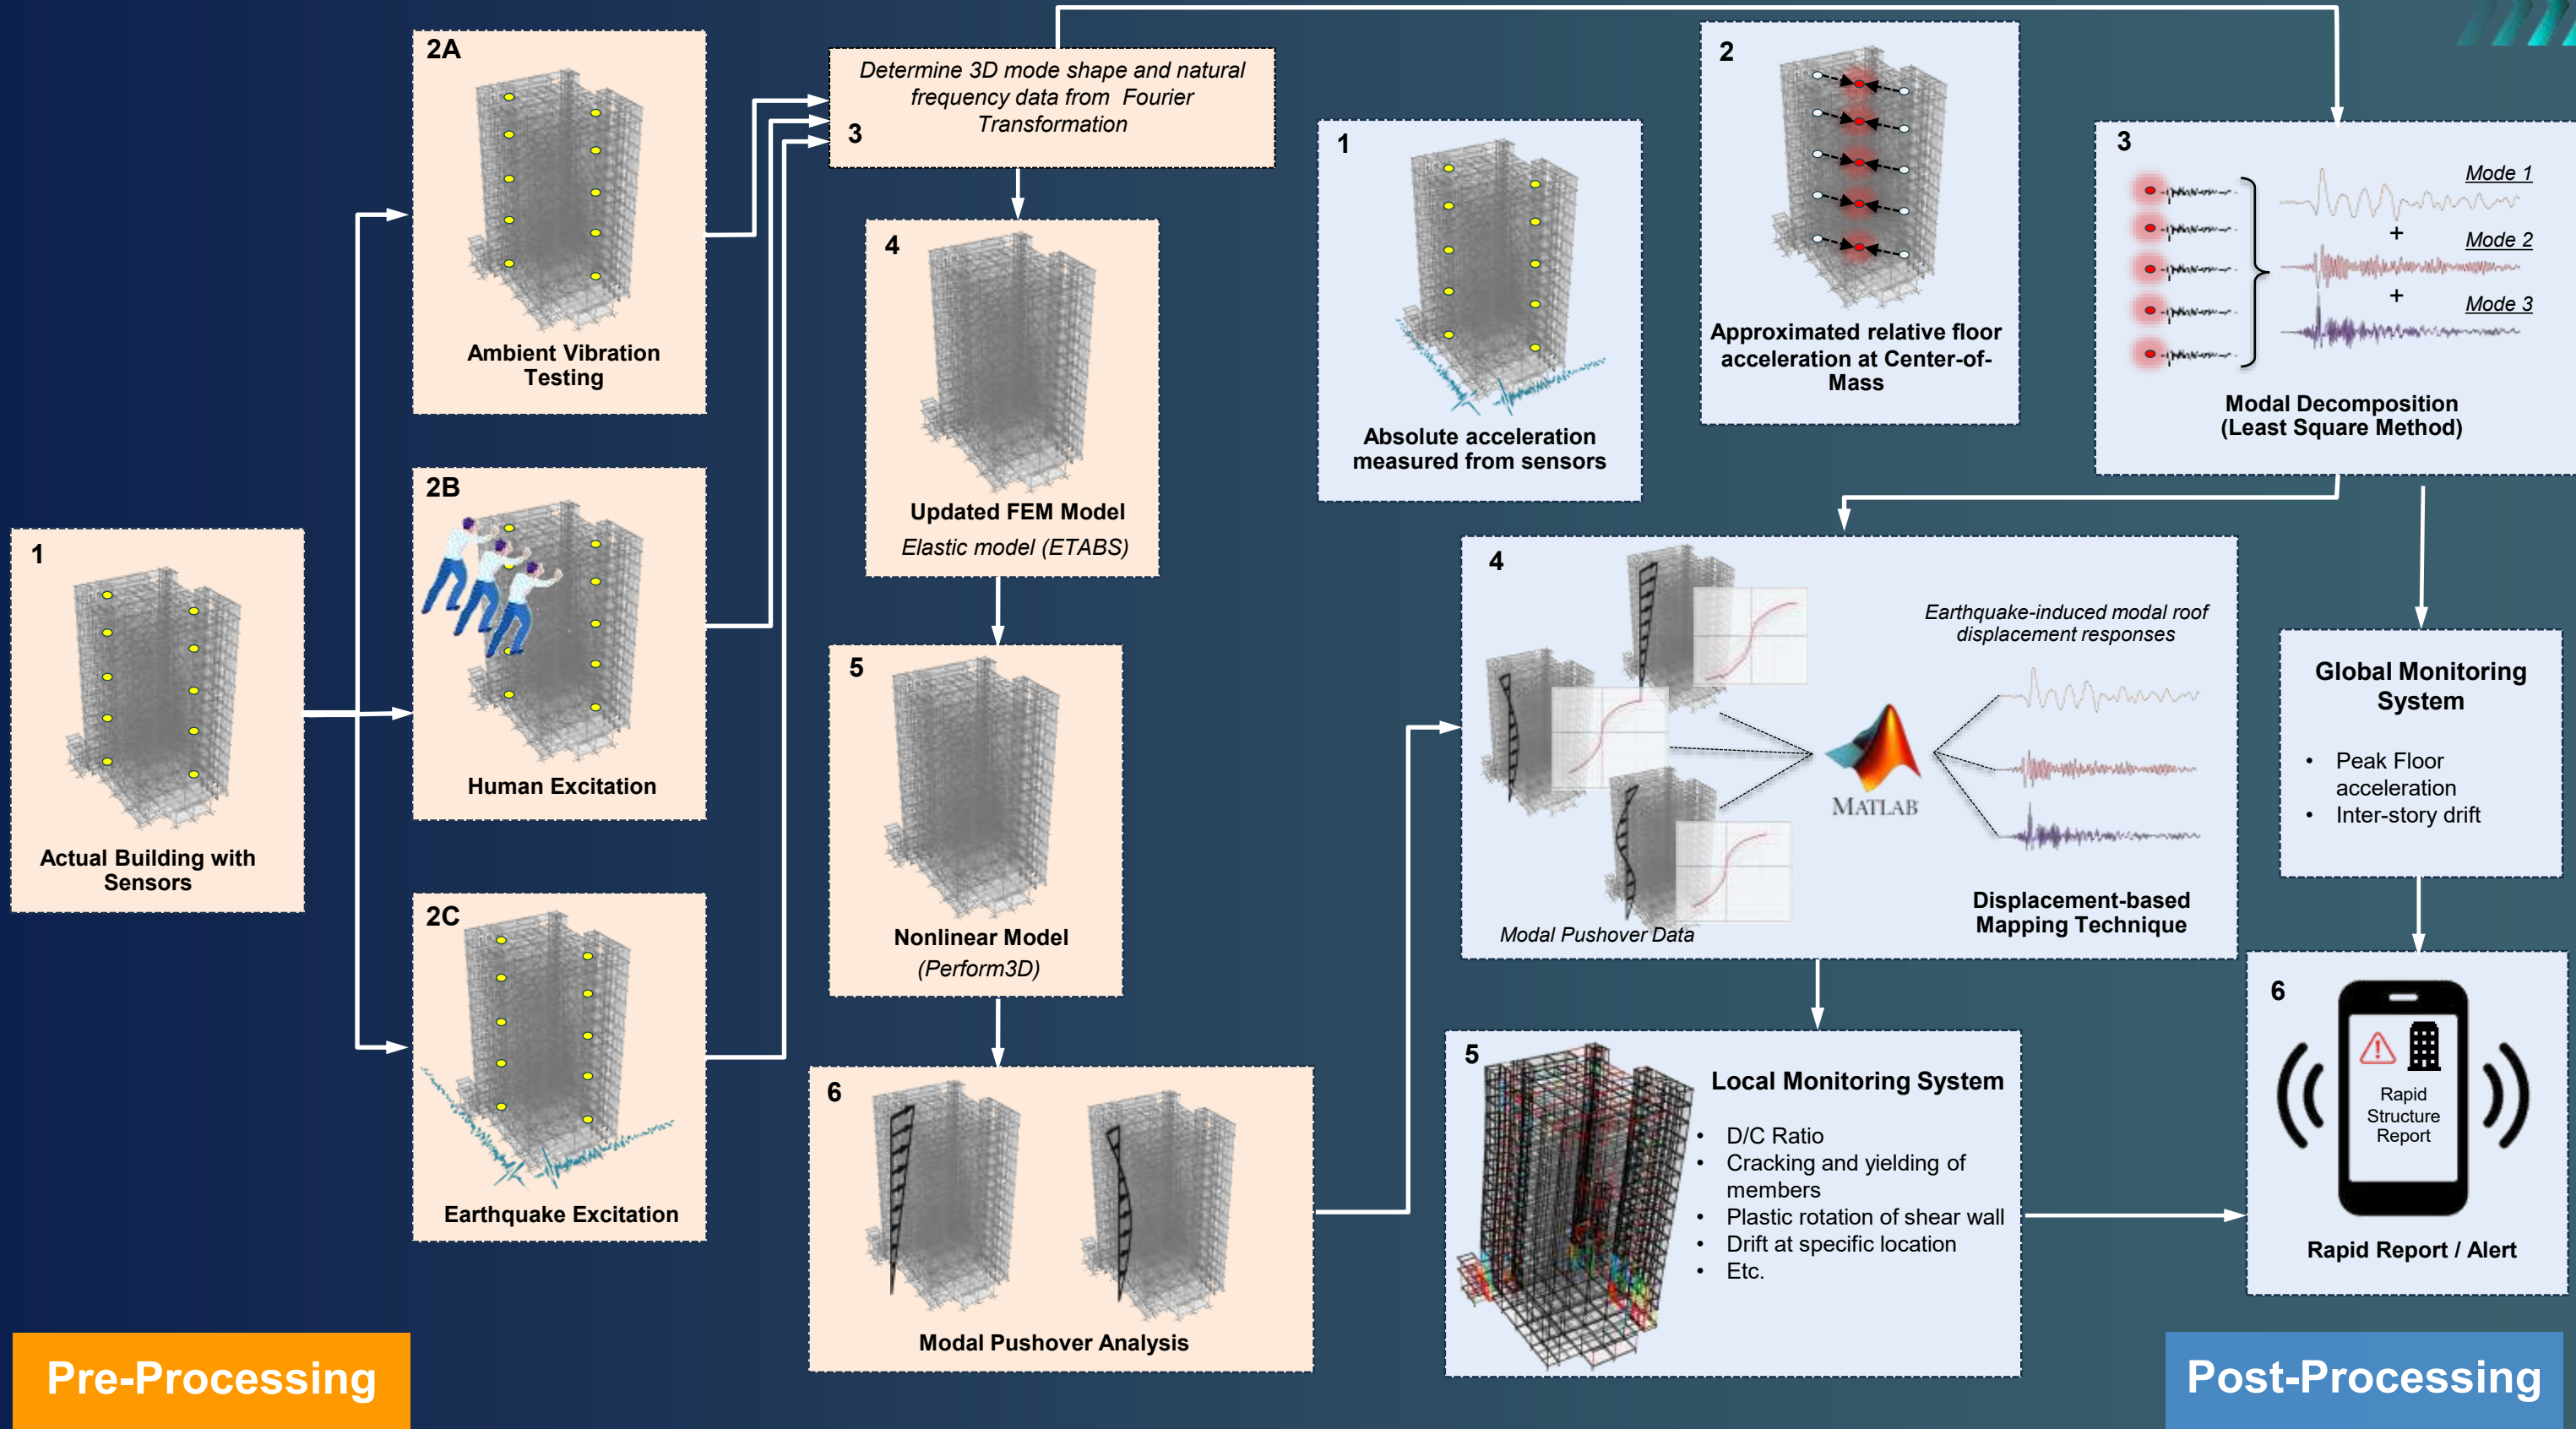 1
Actual Building with
Sensors
2A
Ambient Vibration
Testing
2B
Human Excitation
2C
Earthquake Excitation
Determine 3D mode shape and natural
frequency data from Fourier
Transformation
3
4
Updated FEM Model
Elastic model (ETABS)
5
Nonlinear Model
(Perform3D)
6
Modal Pushover Analysis
Pre-Processing
1
Absolute acceleration
measured from sensors
2
Approximated relative floor
acceleration at Center-of-
Mass
3
Mode 1
+
Mode 2
+
Mode 3
Modal Decomposition
(Least Square Method)
4
Earthquake-induced modal roof
displacement responses
MATLAB
Modal Pushover Data
Displacement-based
Mapping Technique
Global Monitoring
System
• Peak Floor
acceleration
• Inter-story drift
5
Local Monitoring System
• D/C Ratio
• Cracking and yielding of
members
• Plastic rotation of shear wall
• Drift at specific location
• Etc.
6
Rapid
Structure
Report
Rapid Report / Alert
Post-Processing